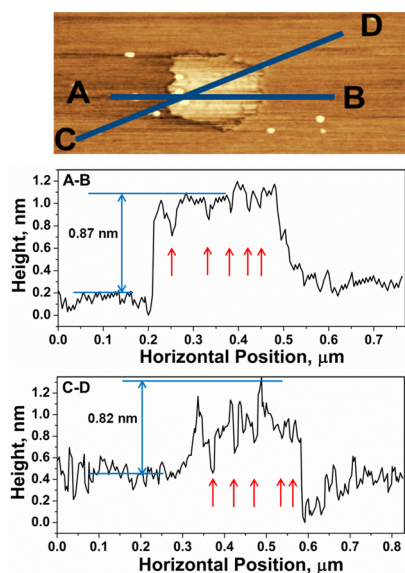 D
A
B
C
A-B
1.2
1.0
0.8
0.6
0.4
0.2
0.0
Height, nm
0.87 nm
0.0 0.1 0.2 0.3 0.4 0.5 0.6 0.7
Horizontal Position, μm
C-D
1.2
1.0
0.8
0.6
0.4
0.2
0.0
Height, nm
0.82 nm
0.0 0.1 0.2 0.3 0.4 0.5 0.6 0.7 0.8
Horizontal Position, μm